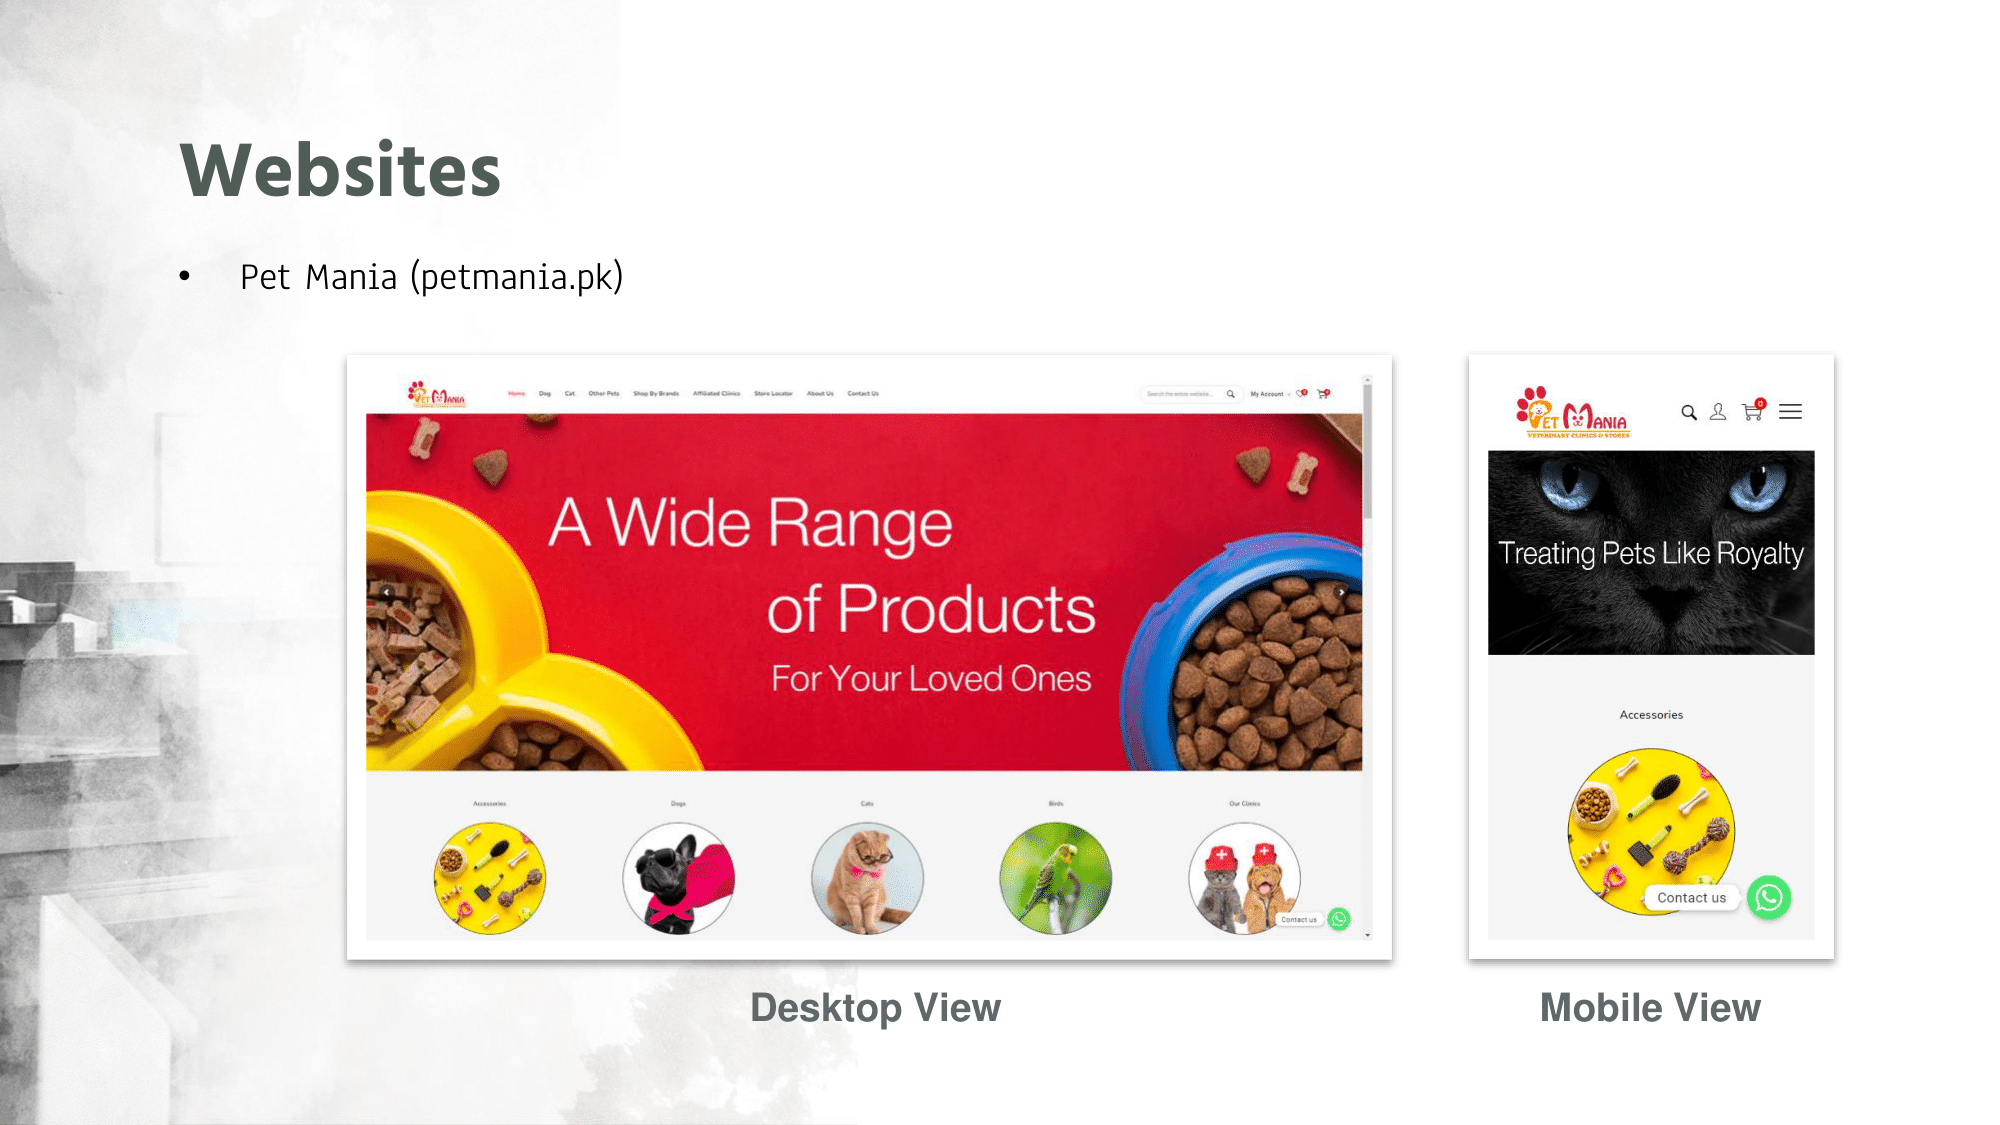 Websites
• Pet Mania (petmania.pk)
PET MANIA
Home Dog Cat Other Pets Shop By Brands Affiliated Clinics Store Locator About Us Contact Us
Search the entire website... My Account
A Wide Range
of Products
For Your Loved Ones
Accessories Dogs Cats Birds Our Clinics
Contact us
Desktop View
PET MANIA
VETERINARY CLINICS & STORES
0
Treating Pets Like Royalty
Accessories
Contact us
Mobile View